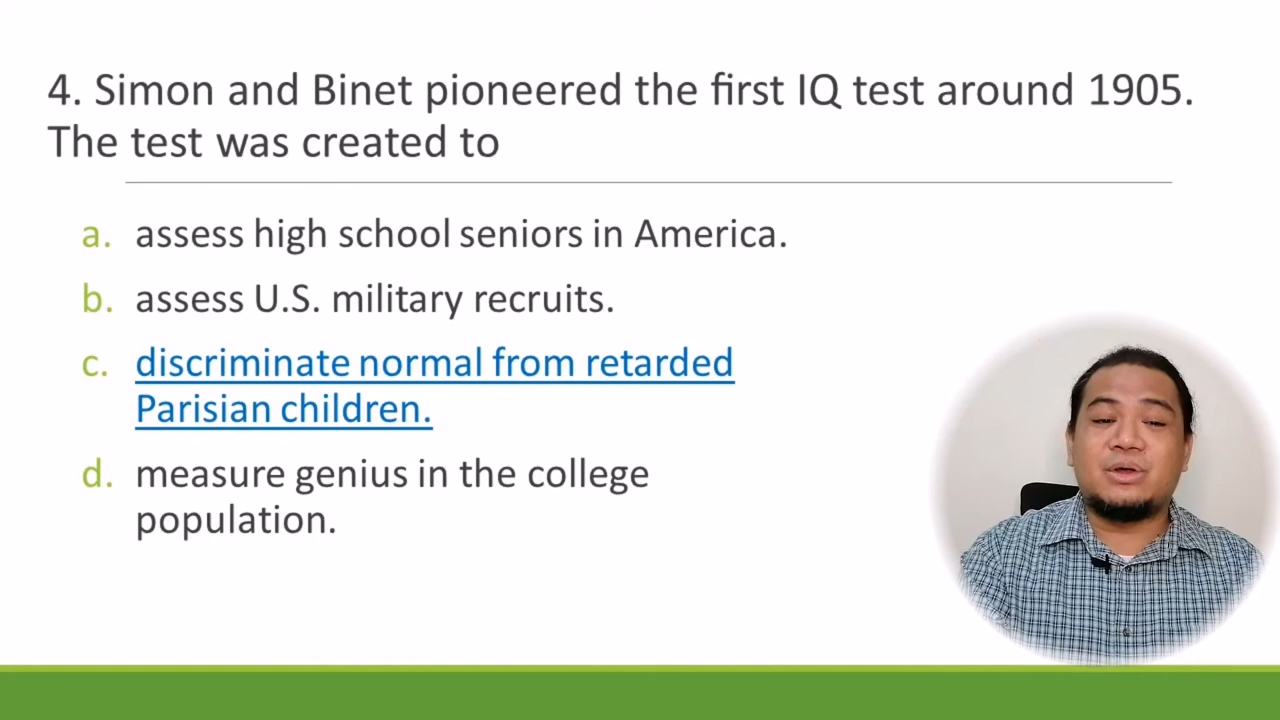 4. Simon and Binet pioneered the first IQ test around 1905.
The test was created to
a. assess high school seniors in America.
b. assess U.S. military recruits.
c. discriminate normal from retarded
Parisian children.
d. measure genius in the college
population.